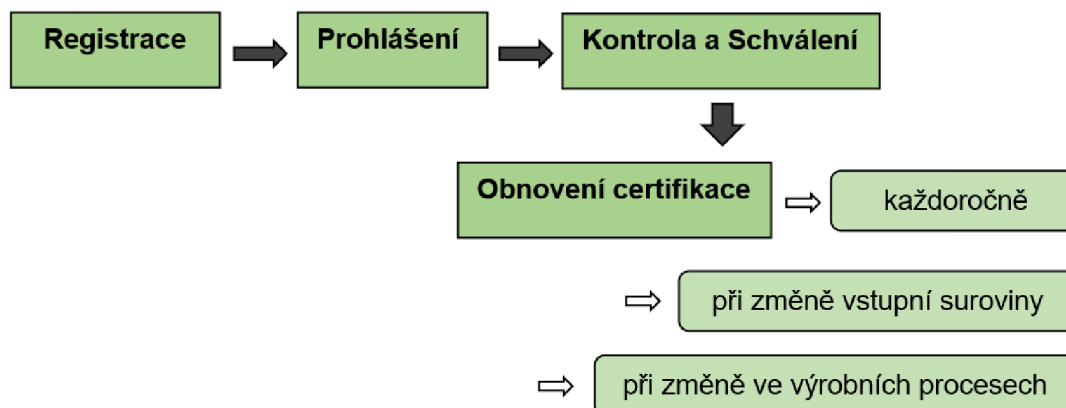 Registrace
Prohlášení
Kontrola a Schválení
Obnovení certifikace
každoročně
při změně vstupní suroviny
při změně ve výrobních procesech